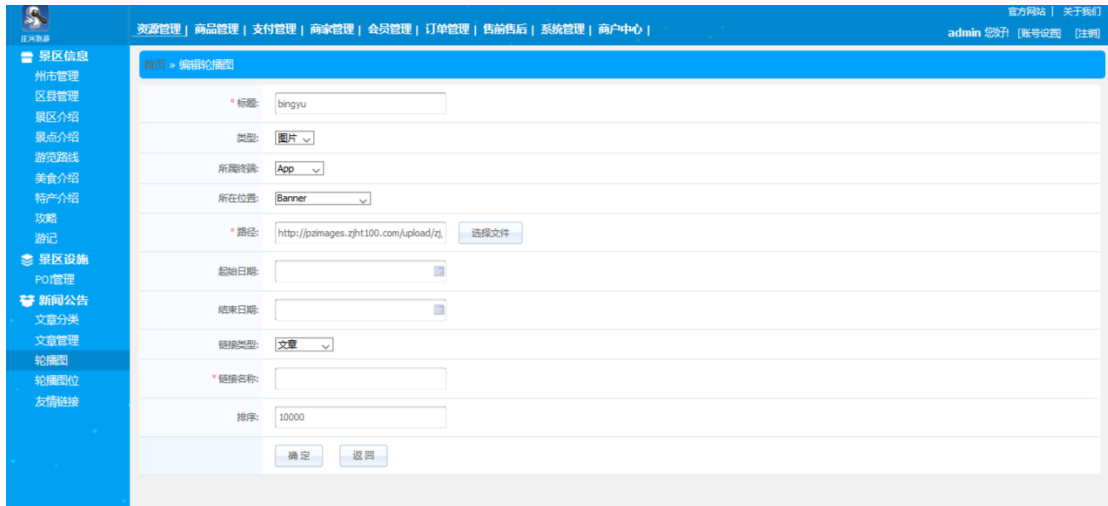 官方网站 | 关于我们
资源管理 | 商品管理 | 支付管理 | 商家管理 | 会员管理 | 订单管理 | 售前售后 | 系统管理 | 商户中心 |
admin 您好! [账号设置] [注销]
景区信息
州市管理
区县管理
景区介绍
景点介绍
游览路线
美食介绍
特产介绍
攻略
游记
景区设施
POI管理
新闻公告
文章分类
文章管理
轮播图
轮播图位
友情链接
首页 » 编辑轮播图
* 标题: bingyu
类型: 图片
所属终端: App
所在位置: Banner
* 路径: http://pzimages.zjht100.com/upload/zj, 选择文件
起始日期:
结束日期:
链接类型: 文章
* 链接名称:
排序: 10000
确 定 返 回